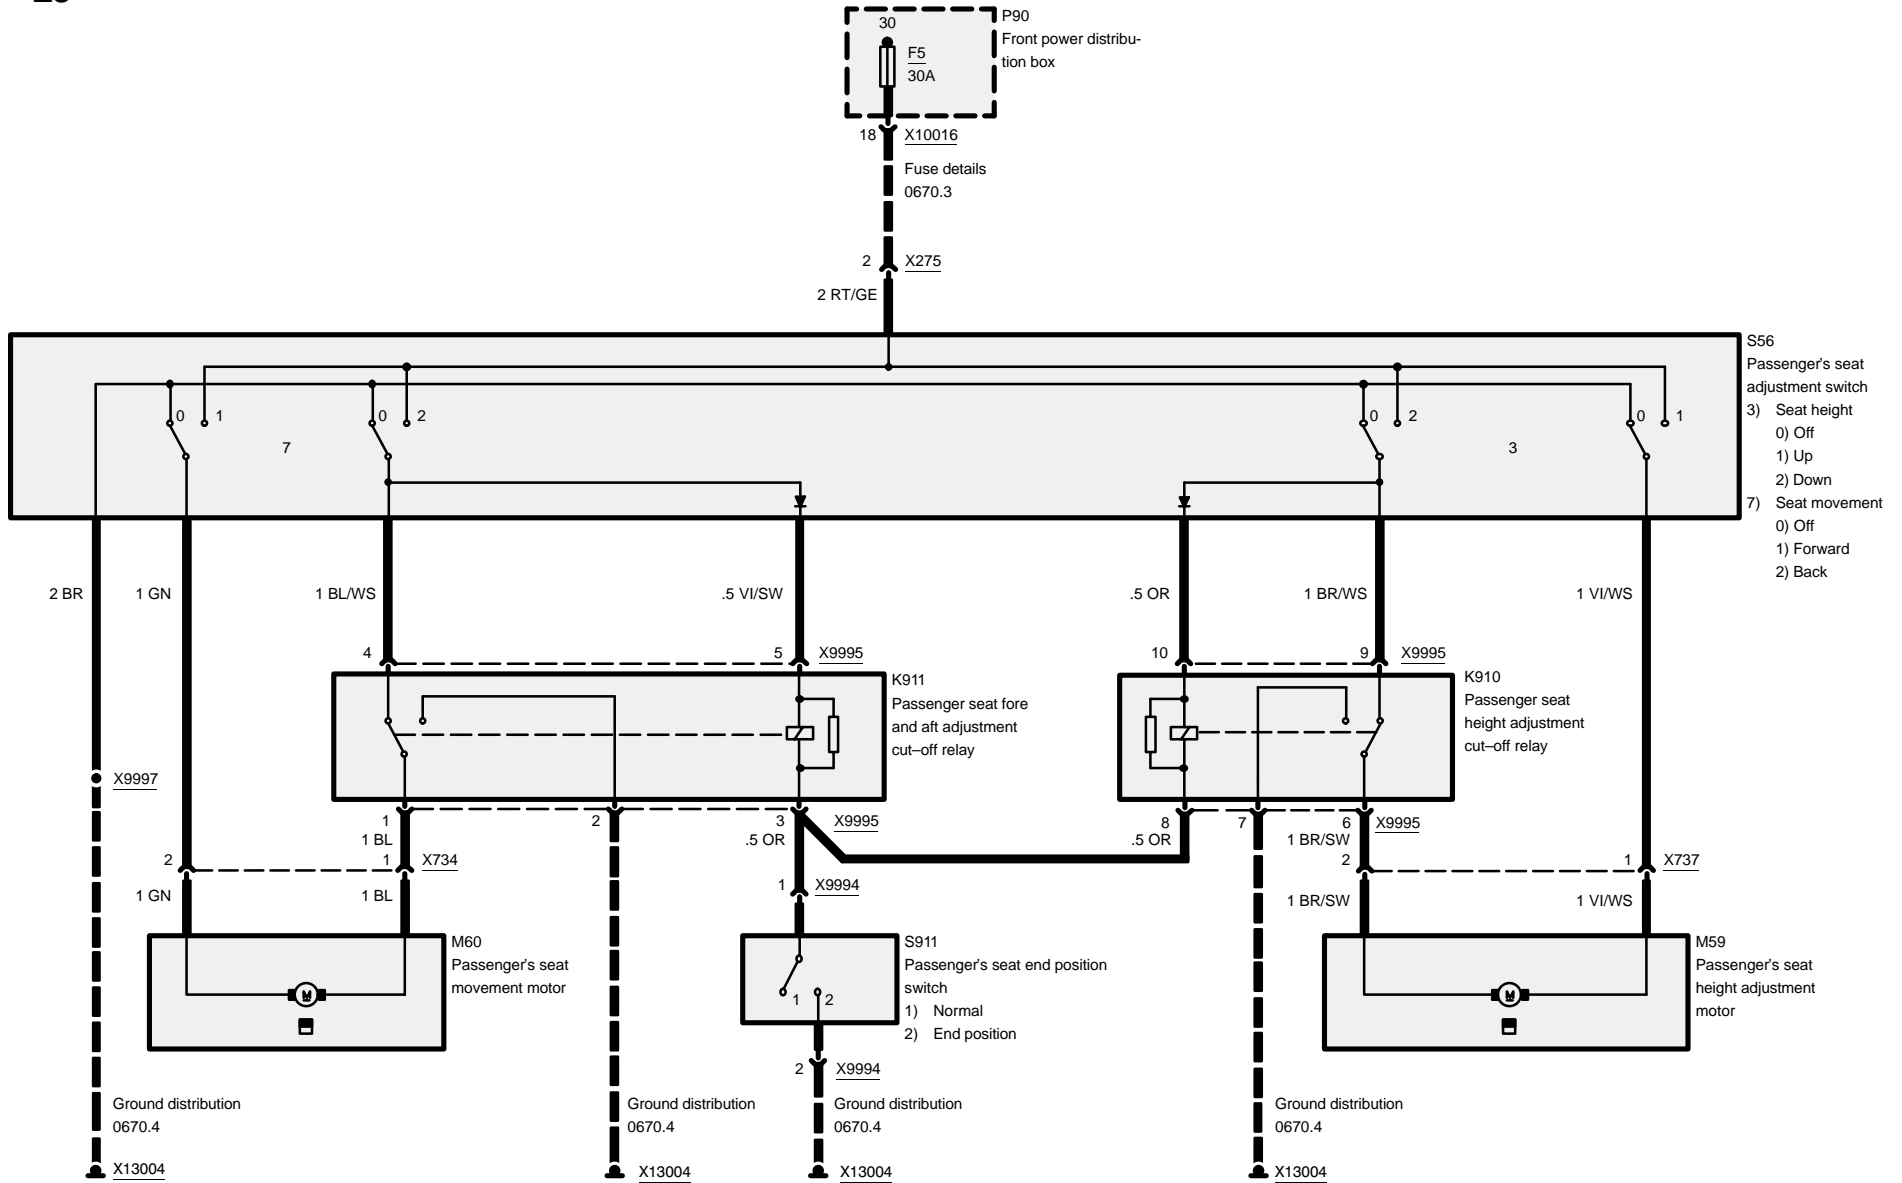 30
F5
30A
P90
Front power distribu-
tion box
18 X10016
Fuse details
0670.3
2 X275
2 RT/GE
S56
Passenger's seat
adjustment switch
3) Seat height
0) Off
1) Up
2) Down
7) Seat movement
0) Off
1) Forward
2) Back
0 1 0 2 0 2 0 1
7 3
2 BR 1 GN 1 BL/WS .5 VI/SW .5 OR 1 BR/WS 1 VI/WS
4 5 X9995 10 9 X9995
K911
Passenger seat fore
and aft adjustment
cut–off relay
K910
Passenger seat
height adjustment
cut–off relay
X9997
1 2 3 X9995 8 7 6 X9995
1 BL .5 OR .5 OR 1 BR/SW
2 1 X734 2 1 X737
1 X9994
1 GN 1 BL 1 BR/SW 1 VI/WS
M60
Passenger's seat
movement motor
M
S911
Passenger's seat end position
switch
1) Normal
2) End position
1 2
M59
Passenger's seat
height adjustment
motor
M
2 X9994
Ground distribution
0670.4
Ground distribution
0670.4
Ground distribution
0670.4
Ground distribution
0670.4
X13004 X13004 X13004 X13004